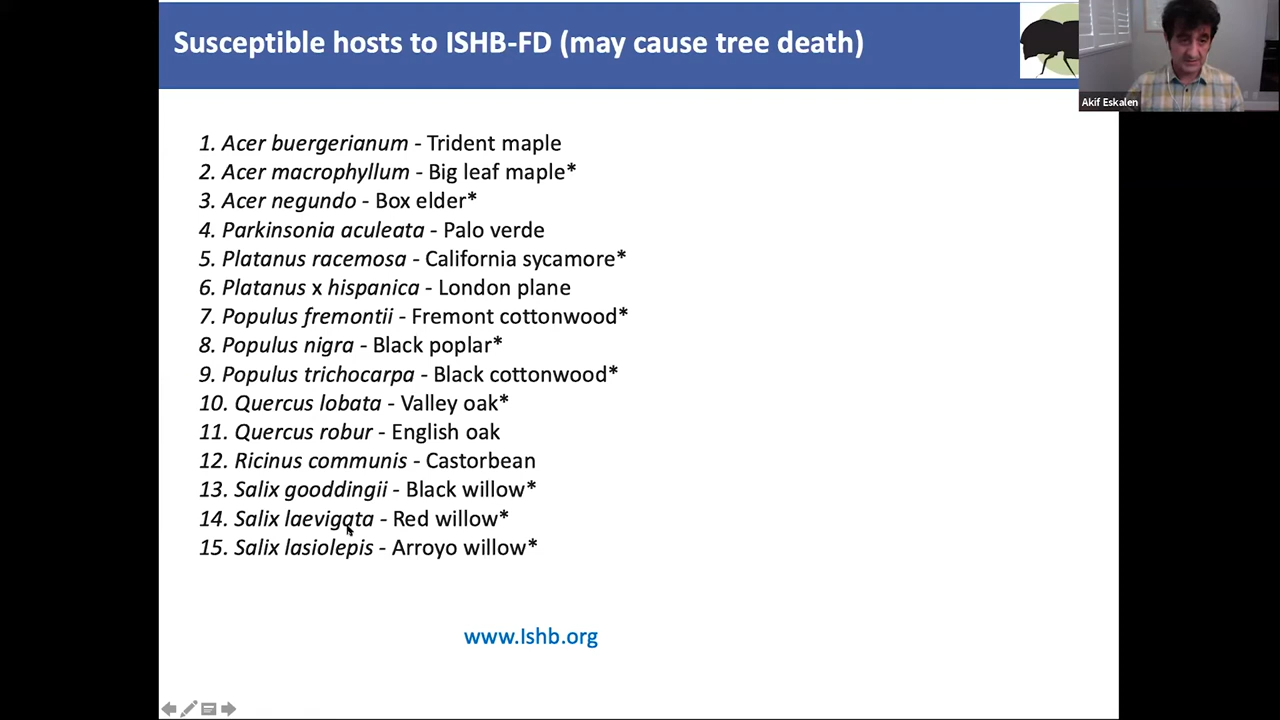 Susceptible hosts to ISHB-FD (may cause tree death)
Akif Eskalen
1. Acer buergerianum - Trident maple
2. Acer macrophyllum - Big leaf maple*
3. Acer negundo - Box elder*
4. Parkinsonia aculeata - Palo verde
5. Platanus racemosa - California sycamore*
6. Platanus x hispanica - London plane
7. Populus fremontii - Fremont cottonwood*
8. Populus nigra - Black poplar*
9. Populus trichocarpa - Black cottonwood*
10. Quercus lobata - Valley oak*
11. Quercus robur - English oak
12. Ricinus communis - Castorbean
13. Salix gooddingii - Black willow*
14. Salix laevigata - Red willow*
15. Salix lasiolepis - Arroyo willow*
www.Ishb.org